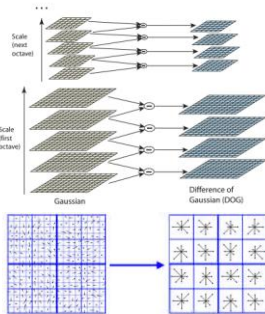 ...
Scale
(next
octave)
Scale
(first
octave)
Gaussian
Difference of
Gaussian (DOG)